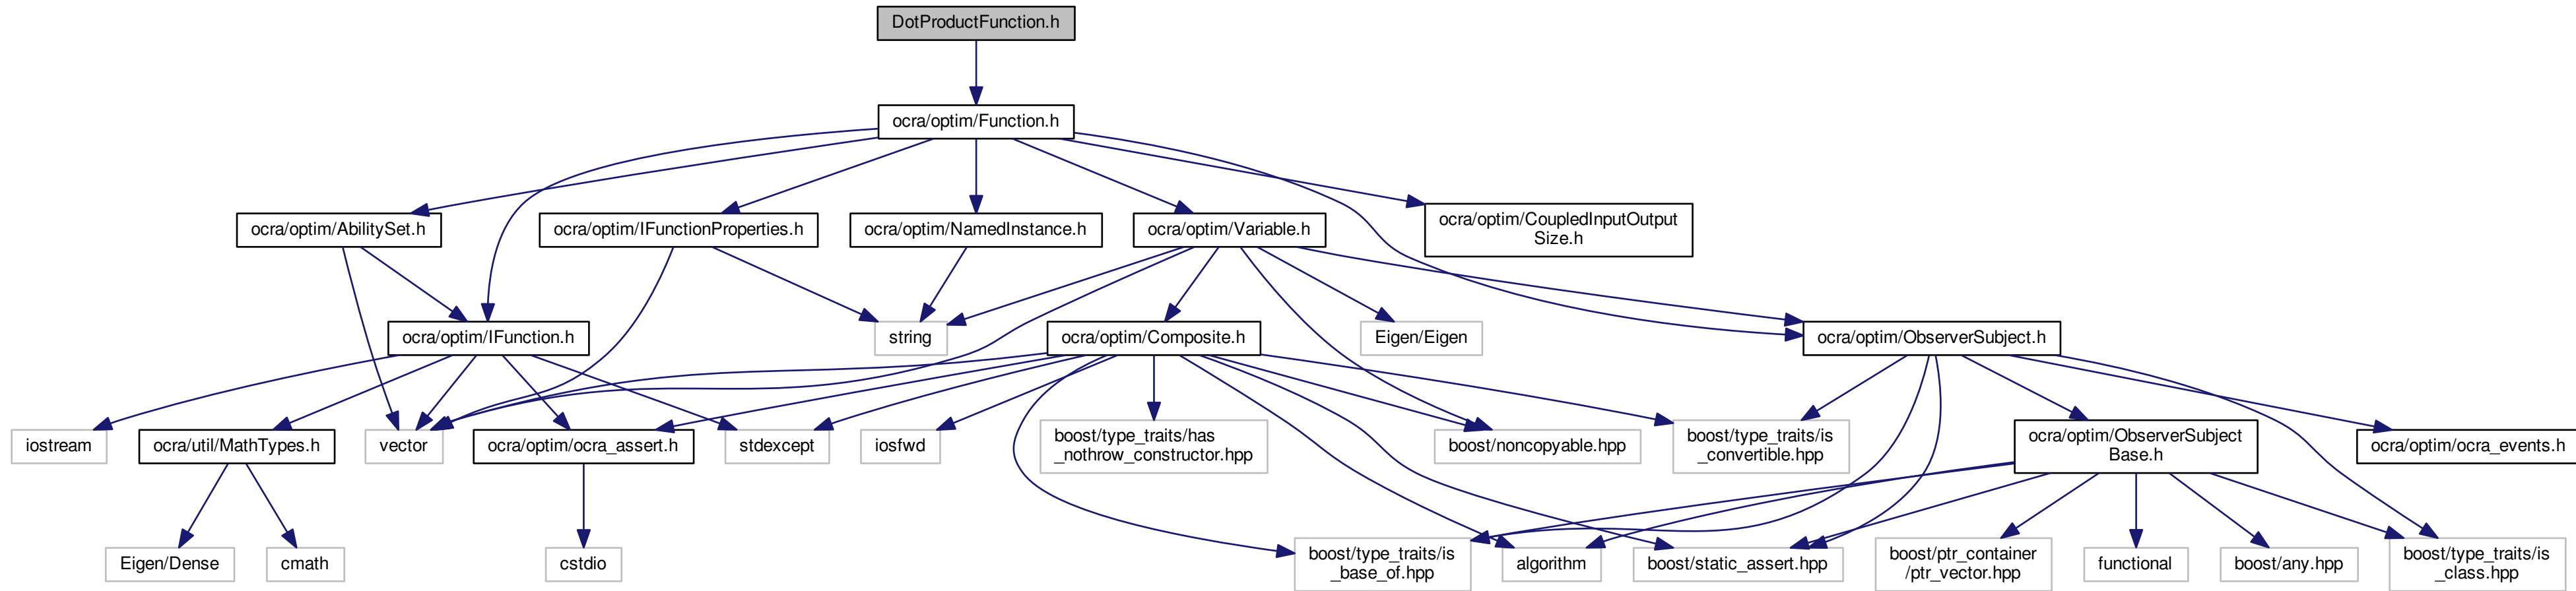 DotProductFunction.h
ocra/optim/Function.h
ocra/optim/AbilitySet.h
ocra/optim/IFunctionProperties.h
ocra/optim/NamedInstance.h
ocra/optim/Variable.h
ocra/optim/CoupledInputOutput
Size.h
ocra/optim/IFunction.h
string
ocra/optim/Composite.h
Eigen/Eigen
ocra/optim/ObserverSubject.h
iostream
ocra/util/MathTypes.h
vector
ocra/optim/ocra_assert.h
stdexcept
iosfwd
boost/type_traits/has
_nothrow_constructor.hpp
boost/noncopyable.hpp
boost/type_traits/is
_convertible.hpp
ocra/optim/ObserverSubject
Base.h
ocra/optim/ocra_events.h
Eigen/Dense
cmath
cstdio
boost/type_traits/is
_base_of.hpp
algorithm
boost/static_assert.hpp
boost/ptr_container
/ptr_vector.hpp
functional
boost/any.hpp
boost/type_traits/is
_class.hpp